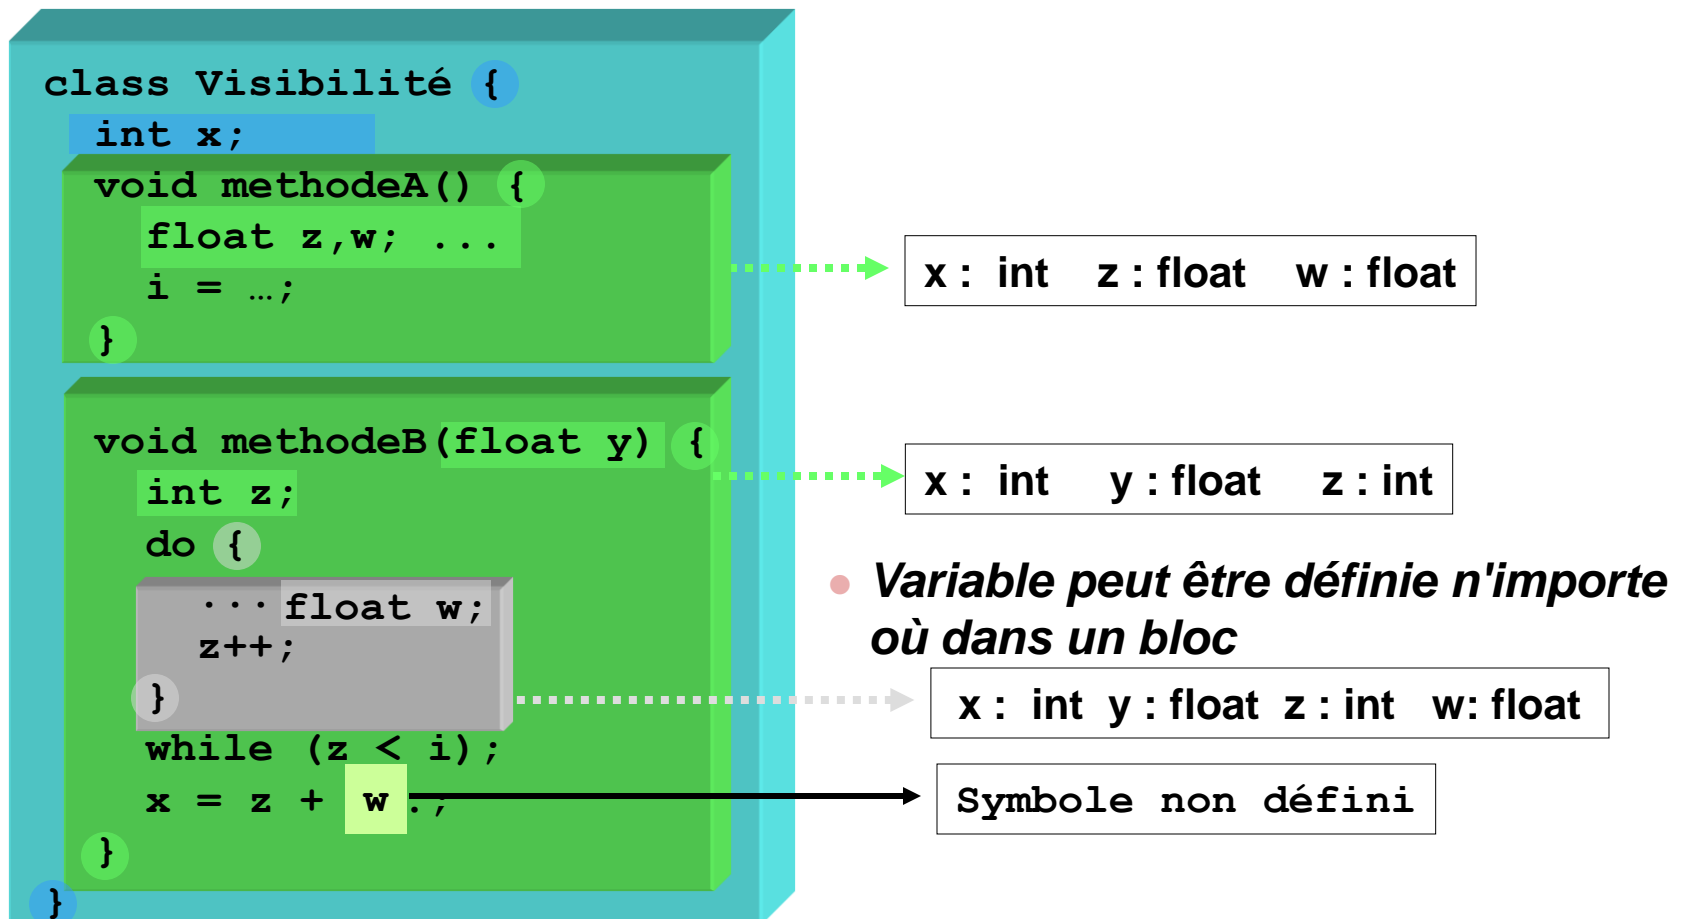 class Visibilité {
int x;
void methodeA() {
float z,w; ...
i = …;
}
void methodeB(float y) {
int z;
do {
... float w;
z++;
}
while (z < i);
x = z + w.;
}
}
x : int z : float w : float
x : int y : float z : int
• Variable peut être définie n'importe
où dans un bloc
x : int y : float z : int w: float
Symbole non défini